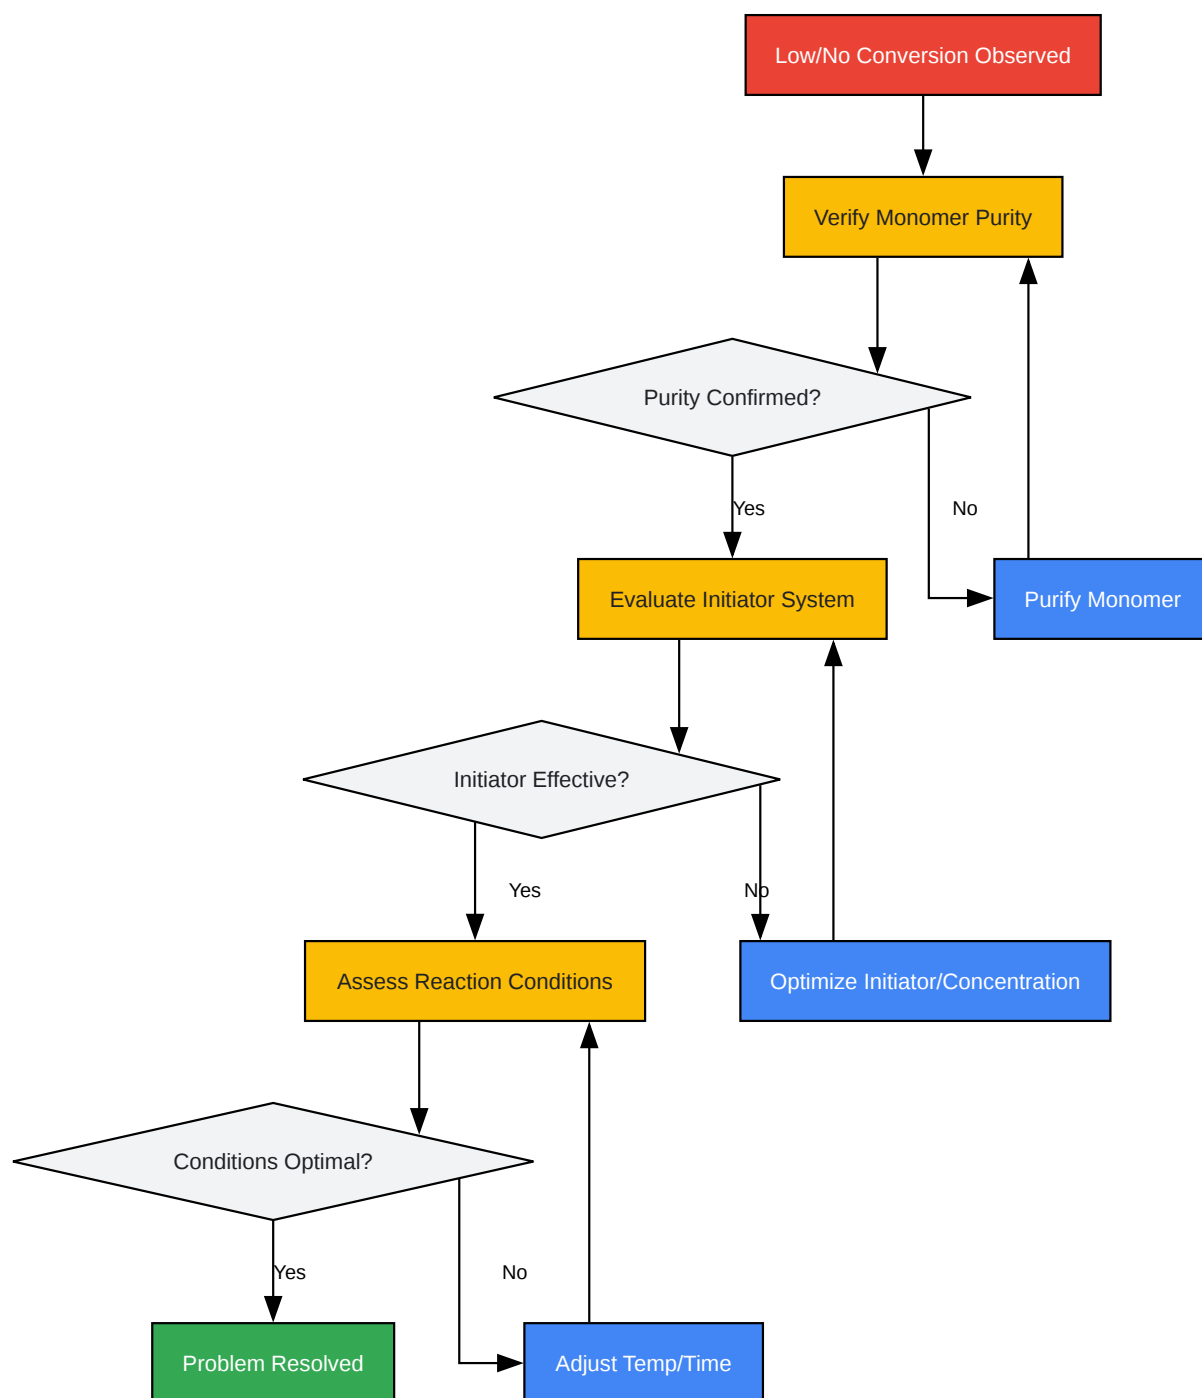 Low/No Conversion Observed
Verify Monomer Purity
Purity Confirmed?
Yes
No
Evaluate Initiator System
Purify Monomer
Initiator Effective?
Yes
No
Assess Reaction Conditions
Optimize Initiator/Concentration
Conditions Optimal?
Yes
No
Problem Resolved
Adjust Temp/Time